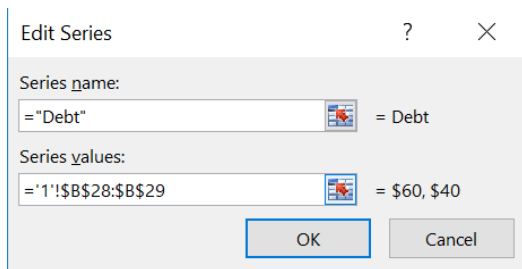 Edit Series ?
Series name:
="Debt" = Debt
Series values:
='1'!$B$28:$B$29 = $60, $40
OK Cancel